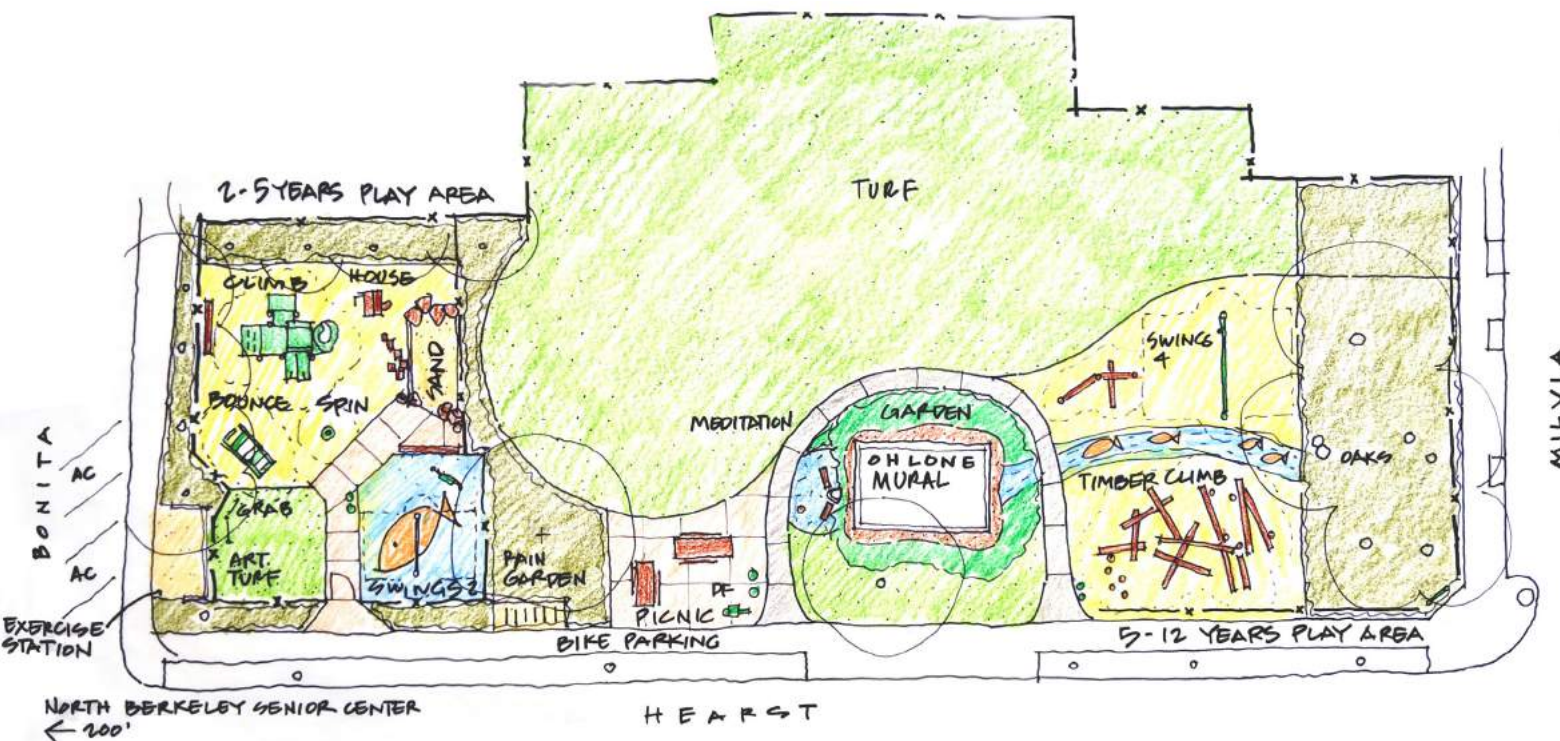 2-5 YEARS PLAY AREA
TURF
CLIMB
HOUSE
SAND
BOUNCE
SPIN
SWINGS
4
MEDITATION
GARDEN
OHLONE
MURAL
TIMBER CLIMB
OAKS
MILVIA
BONITA
AC
AC
GRAB
ART.
TURF
SWINGS 2
RAIN
GARDEN
DF
PICNIC
EXERCISE
STATION
BIKE PARKING
5-12 YEARS PLAY AREA
NORTH BERKELEY SENIOR CENTER
← 200'
HEARST